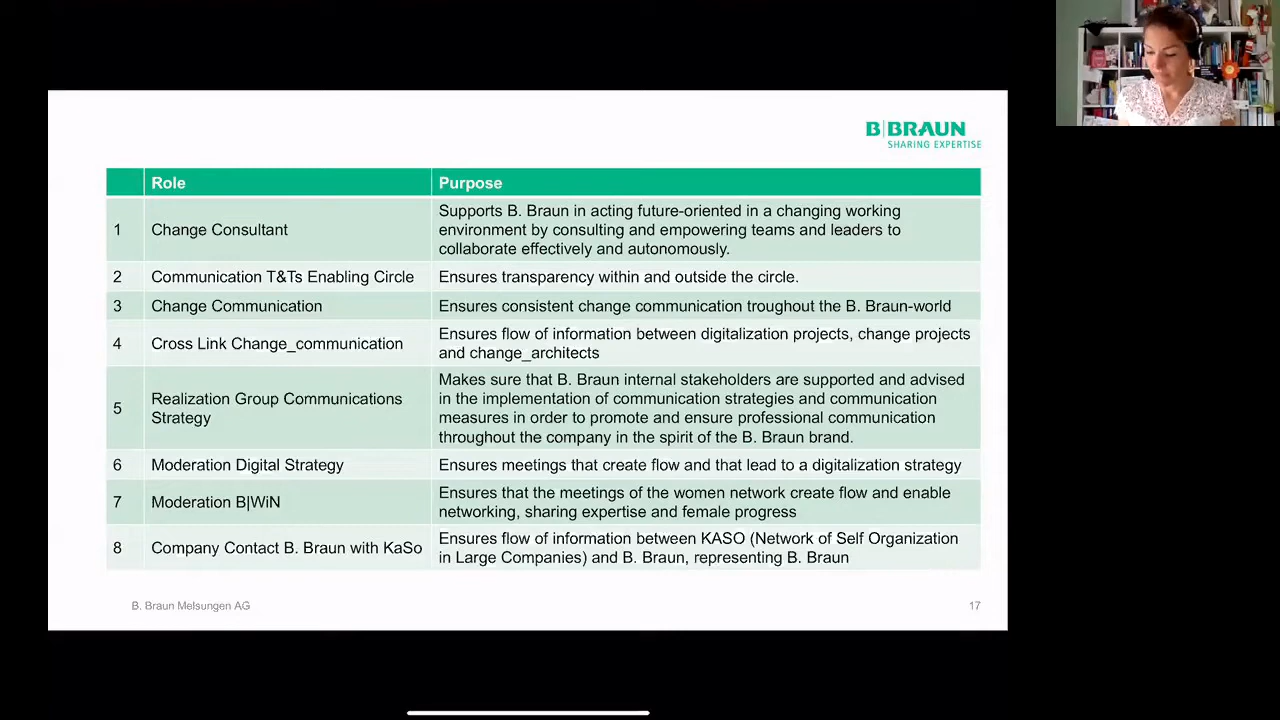 B|BRAUN
SHARING EXPERTISE
Role Purpose
1 Change Consultant Supports B. Braun in acting future-oriented in a changing working
environment by consulting and empowering teams and leaders to
collaborate effectively and autonomously.
2 Communication T&Ts Enabling Circle Ensures transparency within and outside the circle.
3 Change Communication Ensures consistent change communication troughout the B. Braun-world
4 Cross Link Change_communication Ensures flow of information between digitalization projects, change projects
and change_architects
5 Realization Group Communications
Strategy
Makes sure that B. Braun internal stakeholders are supported and advised
in the implementation of communication strategies and communication
measures in order to promote and ensure professional communication
throughout the company in the spirit of the B. Braun brand.
6 Moderation Digital Strategy Ensures meetings that create flow and that lead to a digitalization strategy
7 Moderation B|WiN Ensures that the meetings of the women network create flow and enable
networking, sharing expertise and female progress
8 Company Contact B. Braun with KaSo Ensures flow of information between KASO (Network of Self Organization
in Large Companies) and B. Braun, representing B. Braun
B. Braun Melsungen AG 17